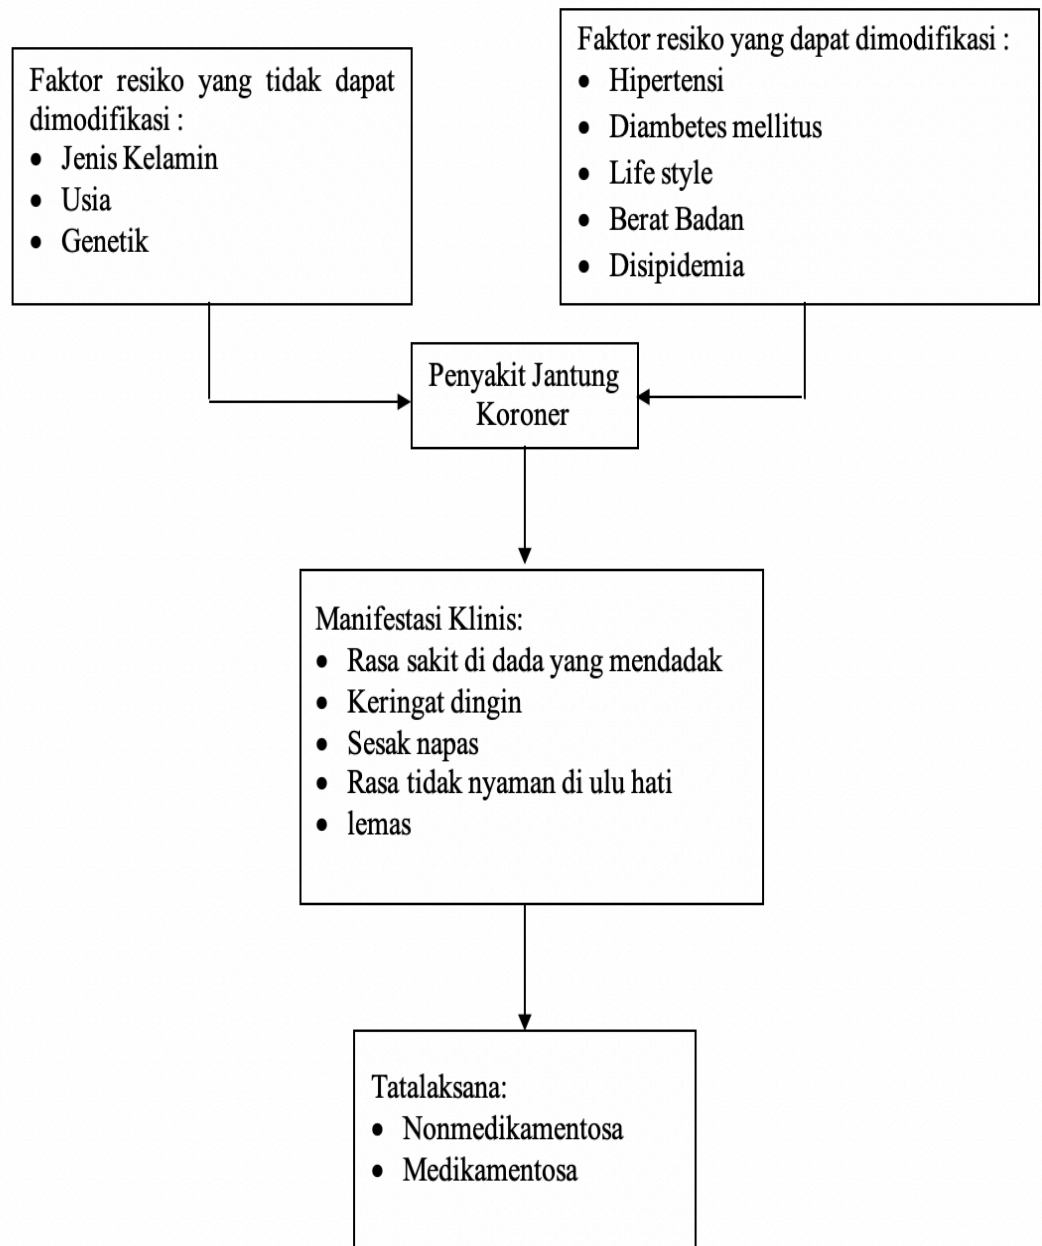 Faktor resiko yang tidak dapat
dimodifikasi :
• Jenis Kelamin
• Usia
• Genetik
Faktor resiko yang dapat dimodifikasi :
• Hipertensi
• Diambetes mellitus
• Life style
• Berat Badan
• Disipidemia
Penyakit Jantung
Koroner
Manifestasi Klinis:
• Rasa sakit di dada yang mendadak
• Keringat dingin
• Sesak napas
• Rasa tidak nyaman di ulu hati
• lemas
Tatalaksana:
• Nonmedikamentosa
• Medikamentosa